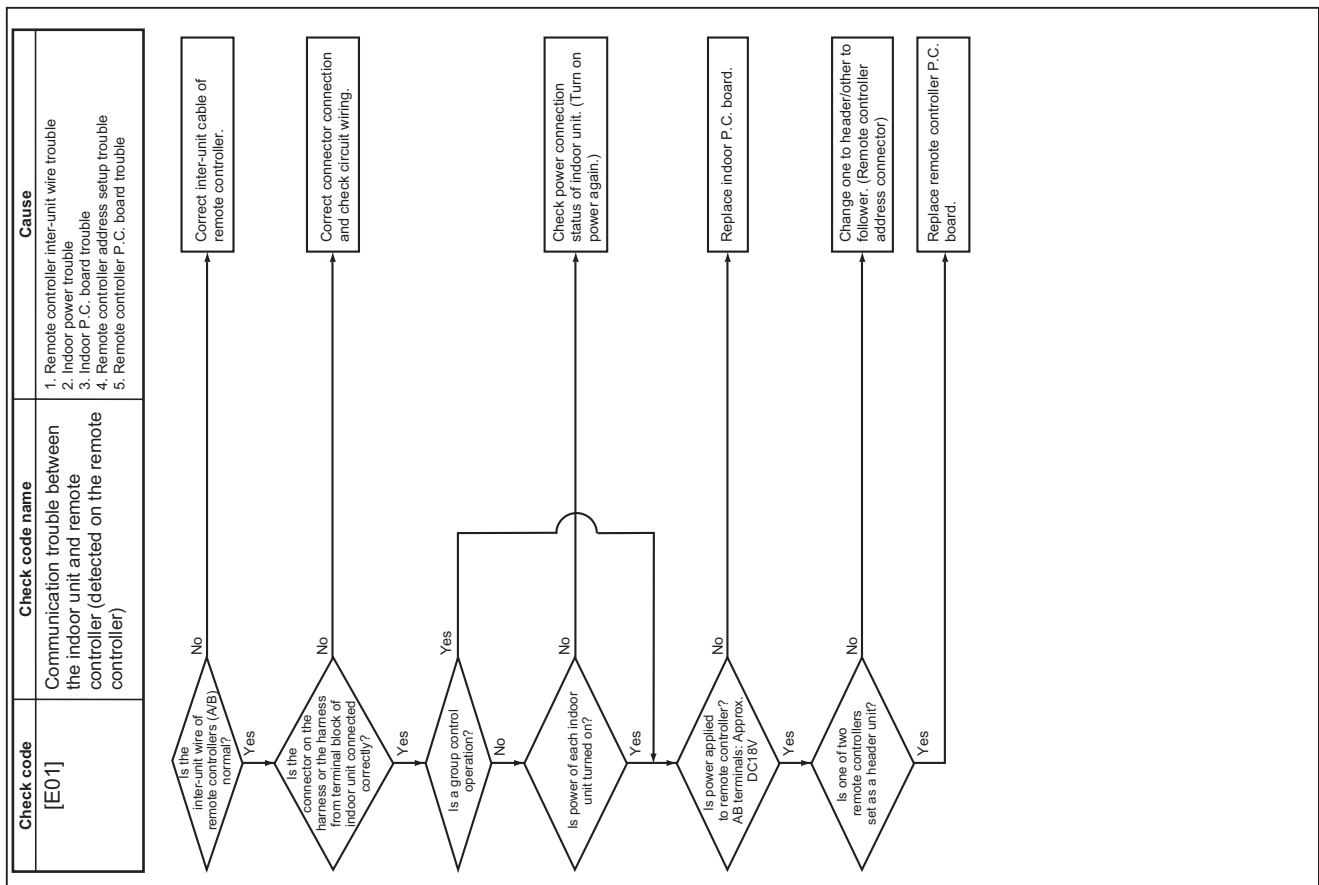 Check code
Check code name
Cause
[E01]
Communication trouble between
the indoor unit and remote
controller (detected on the remote
controller)
1. Remote controller inter-unit wire trouble
2. Indoor power trouble
3. Indoor P.C. board trouble
4. Remote controller address setup trouble
5. Remote controller P.C. board trouble
Is the
inter-unit wire of
remote controllers (A/B)
normal?
No
Correct inter-unit cable of
remote controller.
Yes
Is the
connector on the
harness or the harness
from terminal block of
indoor unit connected
correctly?
No
Correct connector connection
and check circuit wiring.
Yes
Is a group control
operation?
Yes
No
Is power of each indoor
unit turned on?
No
Check power connection
status of indoor unit. (Turn on
power again.)
Yes
Is power applied
to remote controller?
AB terminals: Approx.
DC18V
No
Replace indoor P.C. board.
Yes
Is one of two
remote controllers
set as a header unit?
No
Change one to header/other to
follower. (Remote controller
address connector)
Yes
Replace remote controller P.C.
board.